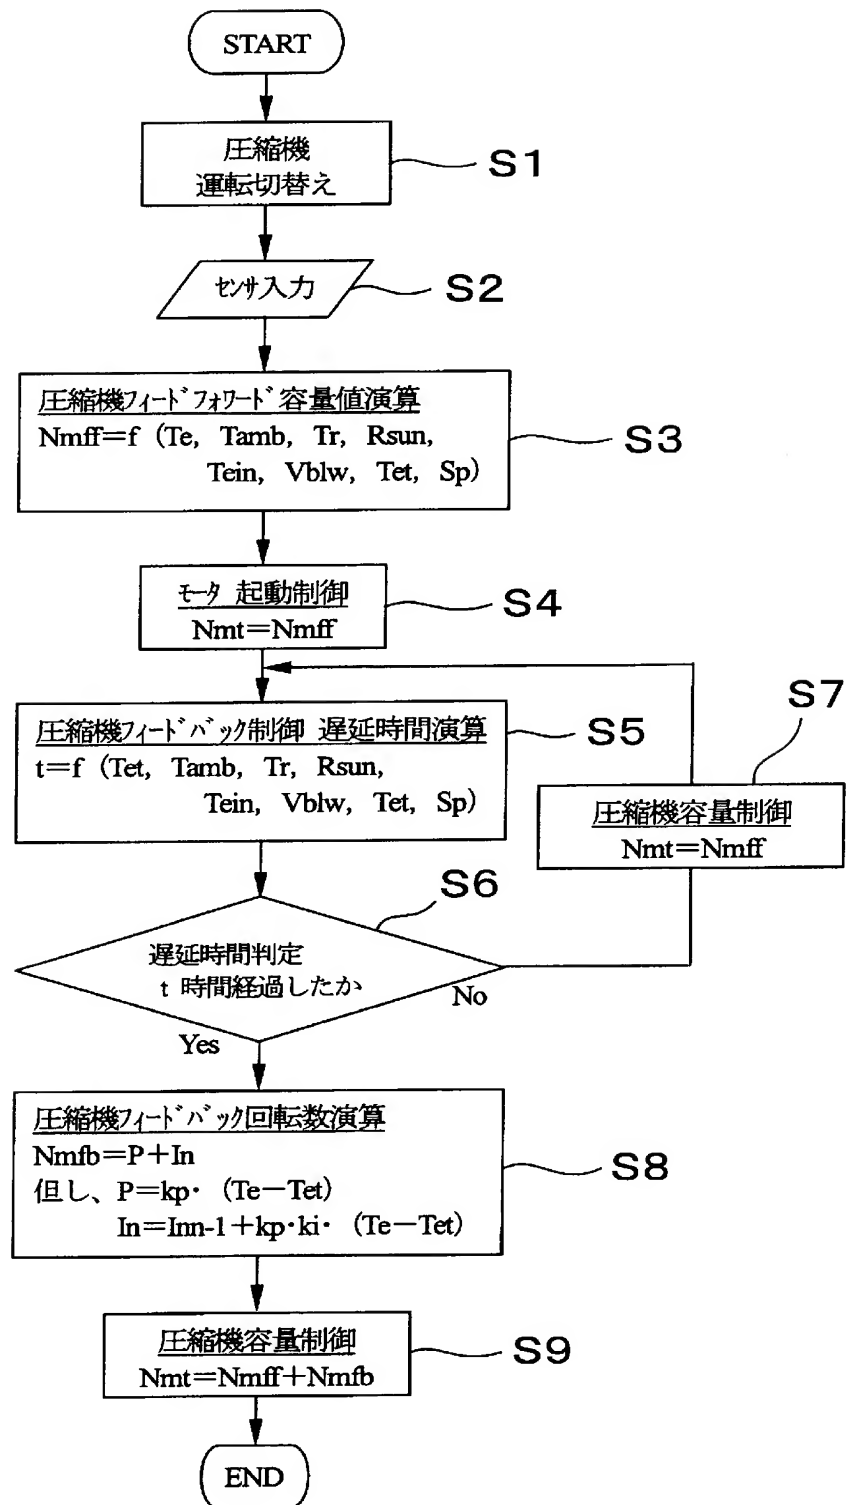 START
圧縮機
運転切替え
S1
センサ入力
S2
圧縮機フィードフォワード容量値演算
Nmff=f (Te, Tamb, Tr, Rsun,
Tein, Vblw, Tet, Sp)
S3
モータ 起動制御
Nmt=Nmff
S4
圧縮機フィードバック制御 遅延時間演算
t=f (Tet, Tamb, Tr, Rsun,
Tein, Vblw, Tet, Sp)
S5
S7
圧縮機容量制御
Nmt=Nmff
S6
遅延時間判定
t 時間経過したか
No
Yes
圧縮機フィードバック回転数演算
Nmfb=P+In
但し、P=kp· (Te-Tet)
In=Inn-1+kp·ki· (Te-Tet)
S8
圧縮機容量制御
Nmt=Nmff+Nmfb
S9
END